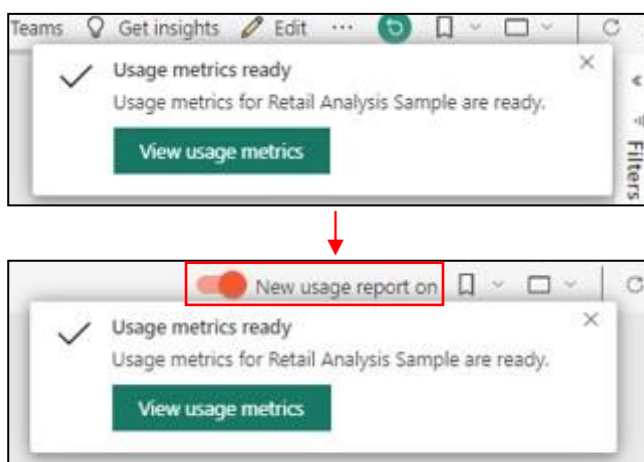 Teams Get insights Edit ...
Usage metrics ready
Usage metrics for Retail Analysis Sample are ready.
View usage metrics
Filters
New usage report on
Usage metrics ready
Usage metrics for Retail Analysis Sample are ready.
View usage metrics